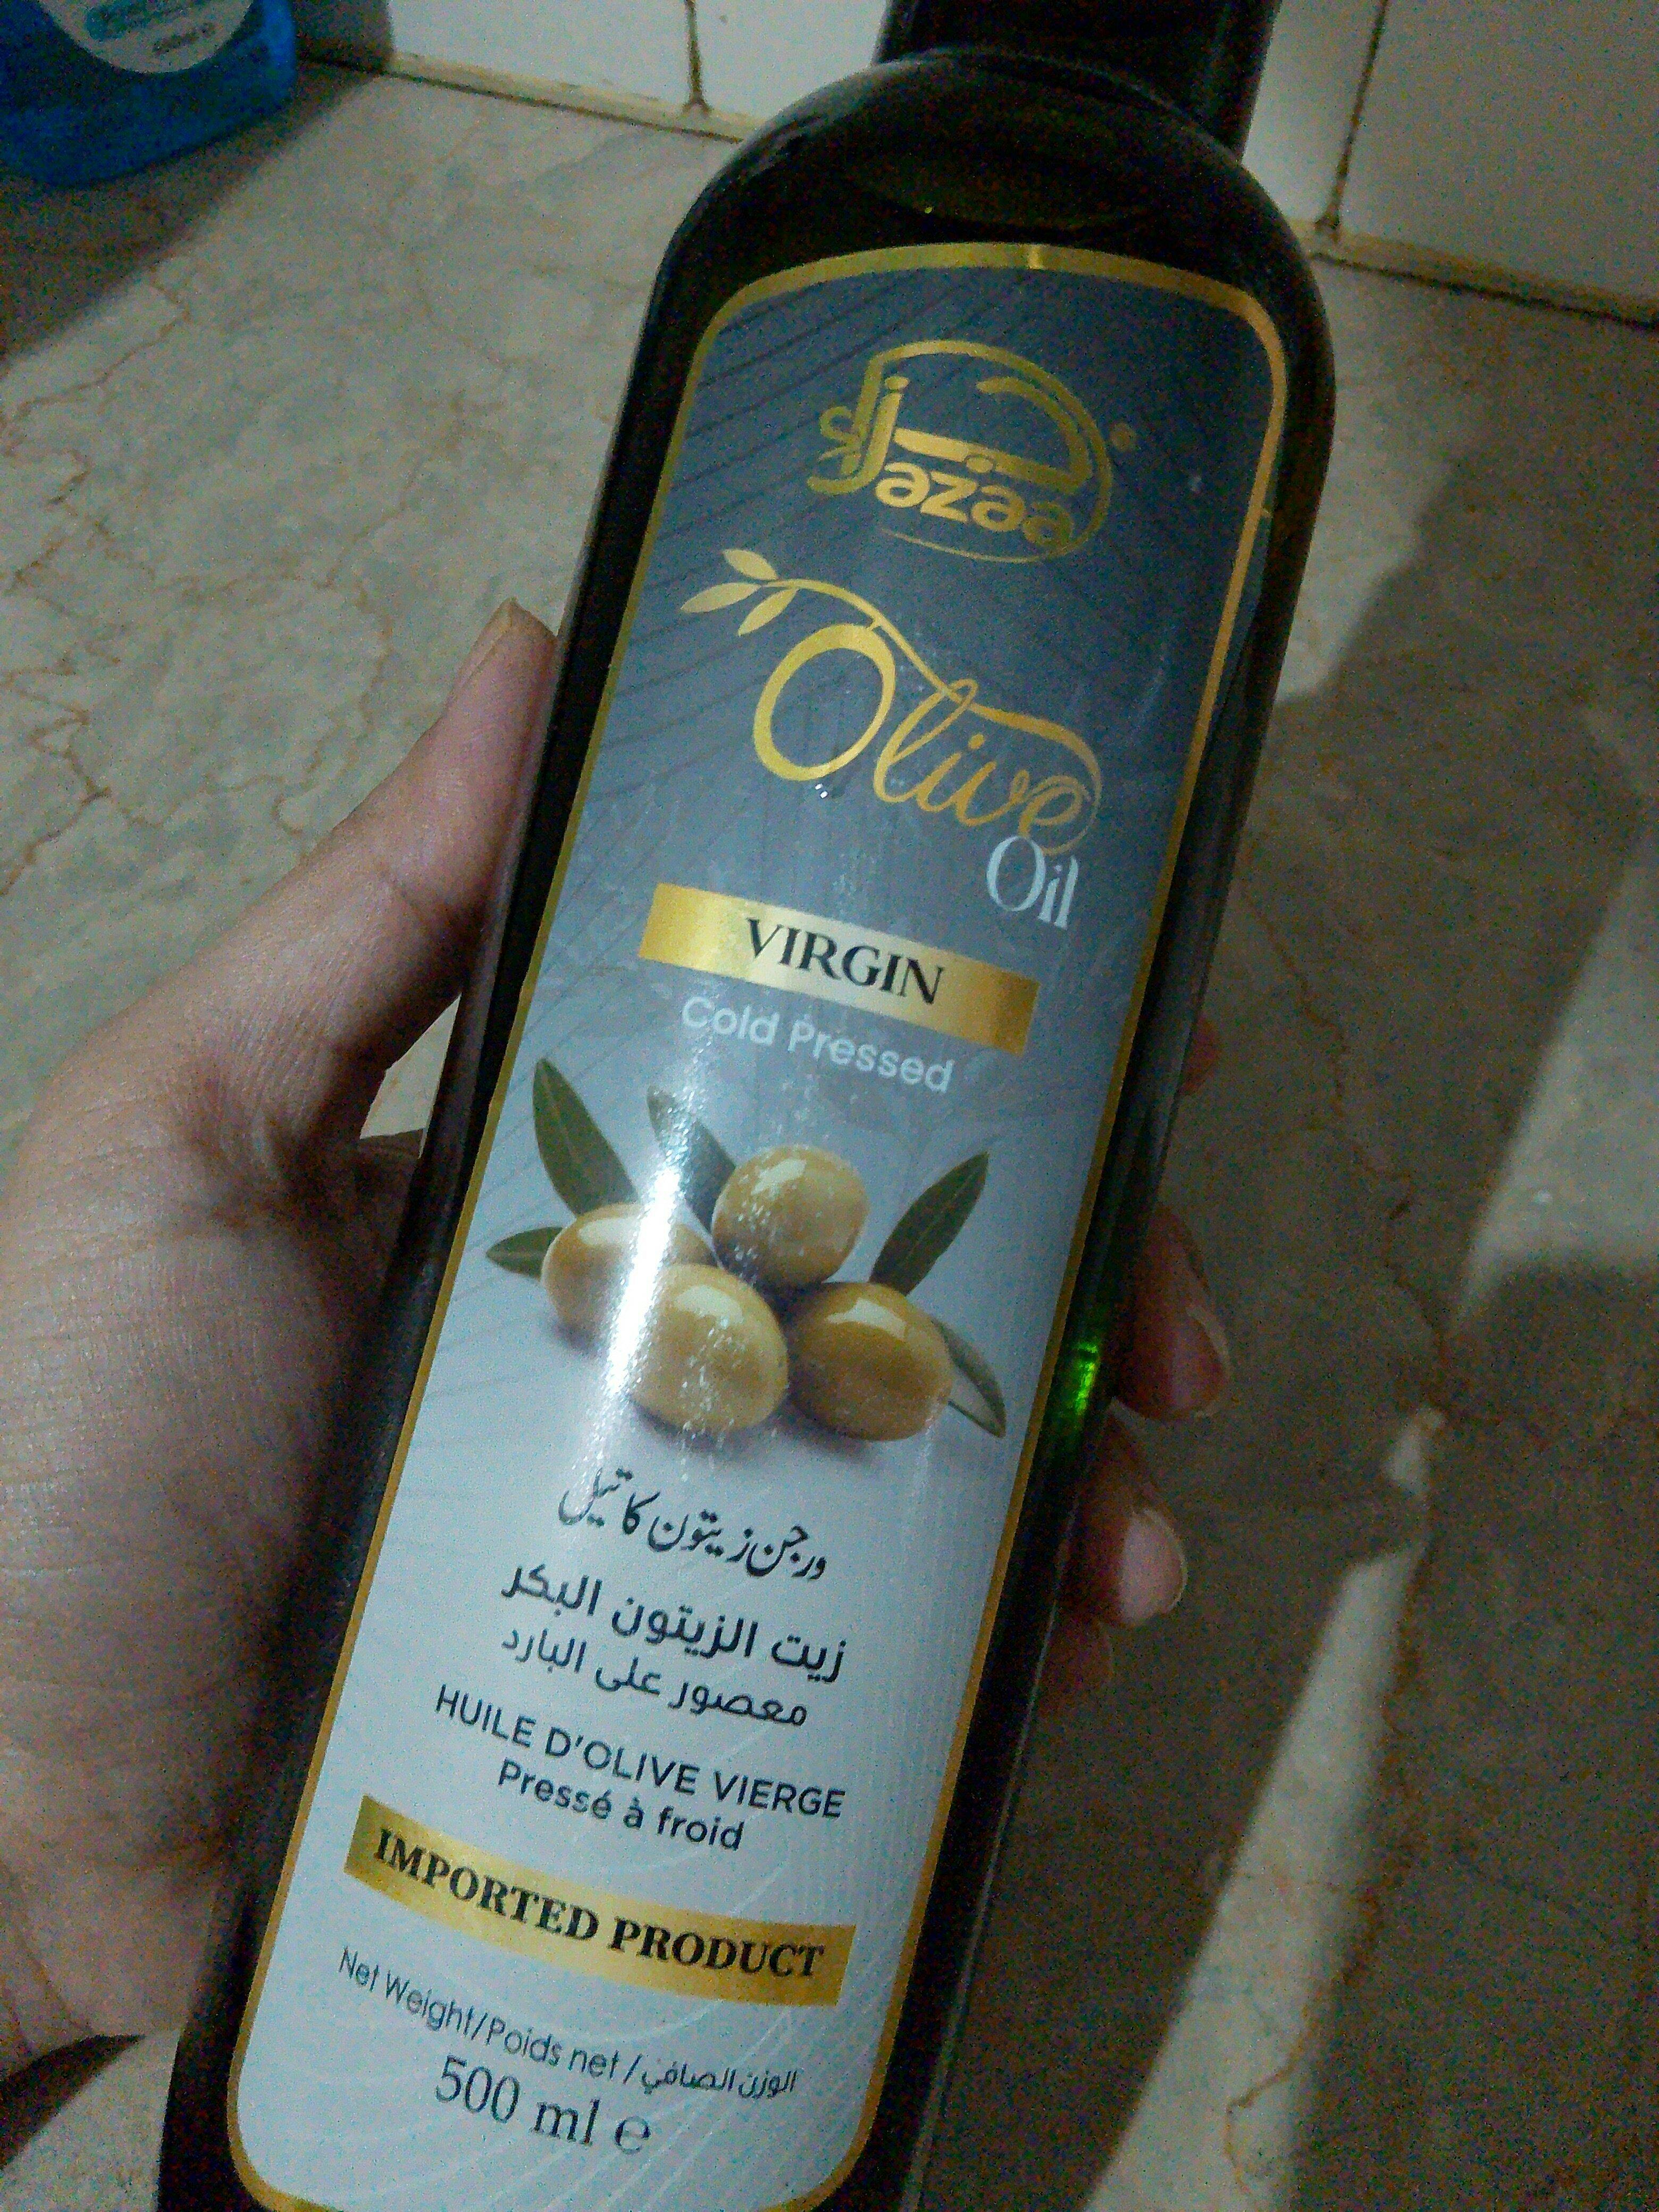 Jazaa
Olive
Oil
VIRGIN
Cold Pressed
ورجن زیتون کا تیل
زيت الزيتون البكر
معصور على البارد
HUILE D'OLIVE VIERGE
Pressé à froid
IMPORTED PRODUCT
Net Weight/Poids net / الوزن الصافي
500 ml ℮